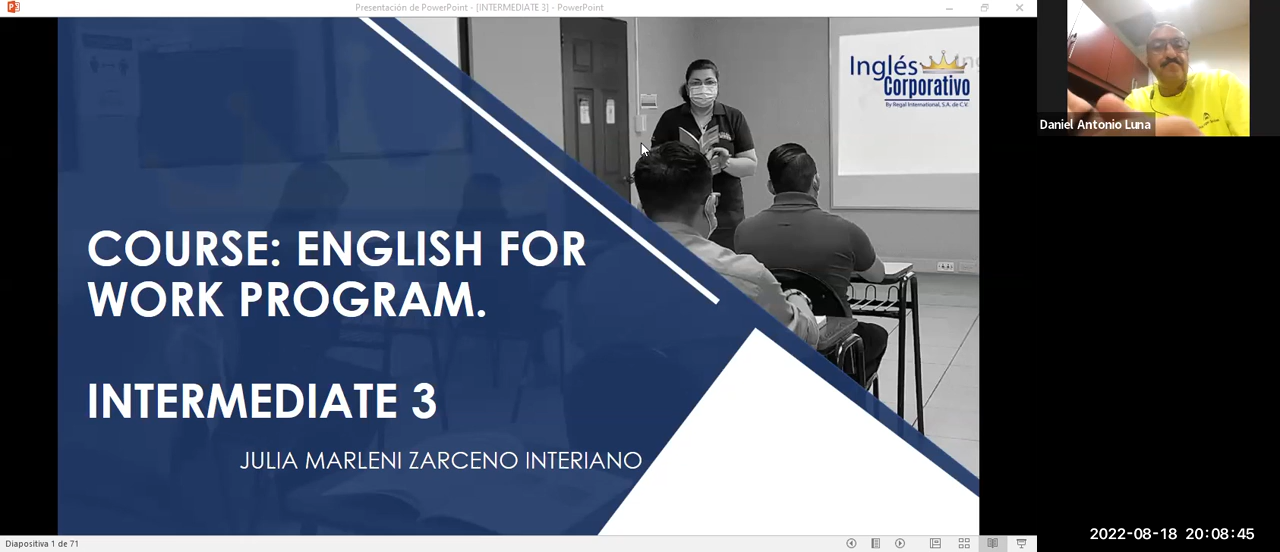 Presentación de PowerPoint - [INTERMEDIATE 3] - PowerPoint
Inglés
Corporativo
By Regal International, S.A. de C.V.
Daniel Antonio Luna
COURSE: ENGLISH FOR
WORK PROGRAM.
INTERMEDIATE 3
JULIA MARLENI ZARCENO INTERIANO
Diapositiva 1 de 71
2022-08-18 20:08:45